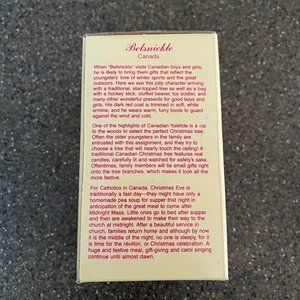 Belsnickle
Canada
When "Belsnickle" visits Canadian boys and girls,
he is likely to bring them gifts that reflect the
youngsters' love of winter sports and the great
outdoors. Here we see this jolly character arriving
with a traditional, star-topped tree as well as a bag
with a hockey stick, stuffed beaver, toy soldier, and
many other wonderful presents for good boys and
girls. His dark red coat is trimmed in soft, white
ermine, and he wears warm, furry boots to guard
against the wind and cold.
One of the highlights of Canadian Yuletide is a trip
to the woods to select the perfect Christmas tree.
Often the older youngsters in the family are
entrusted with this assignment, and they try to
choose a tree that will nearly touch the ceiling! A
traditional Canadian Christmas tree features real
candles, carefully lit and watched for safety's sake.
Oftentimes, family members will tie small gifts right
onto the tree branches, which makes it look all the
more festive.
For Catholics in Canada, Christmas Eve is
traditionally a fast day—they might have only a
homemade pea soup for supper that night in
anticipation of the great meal to come after
Midnight Mass. Little ones go to bed after supper
and then are awakened to make their way to the
church at midnight. After a beautiful service in
church, families return home and although by now
it is the middle of the night, no one is sleepy; for it
is time for the réveillon, or Christmas celebration. A
huge and festive meal, gift-giving and carol singing
continue until almost dawn.